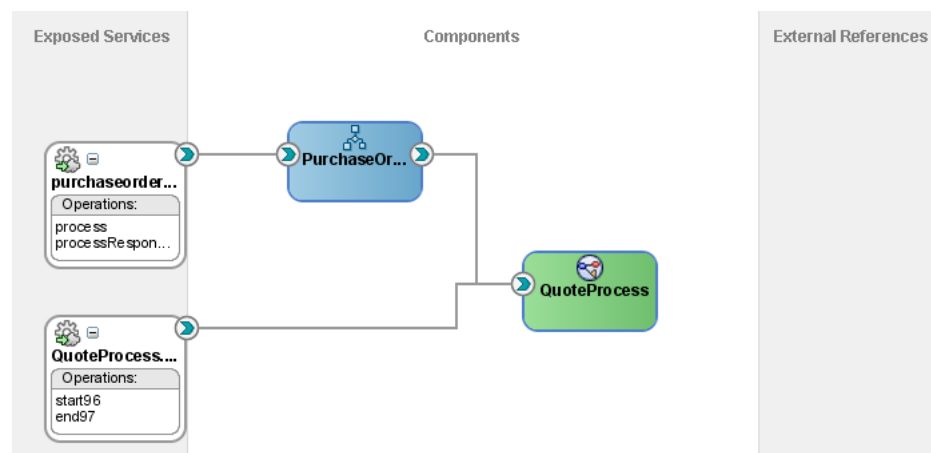 Exposed Services
Components
External References
purchaseorder...
Operations:
process
processRespon...
PurchaseOr...
QuoteProcess
QuoteProcess....
Operations:
start96
end97